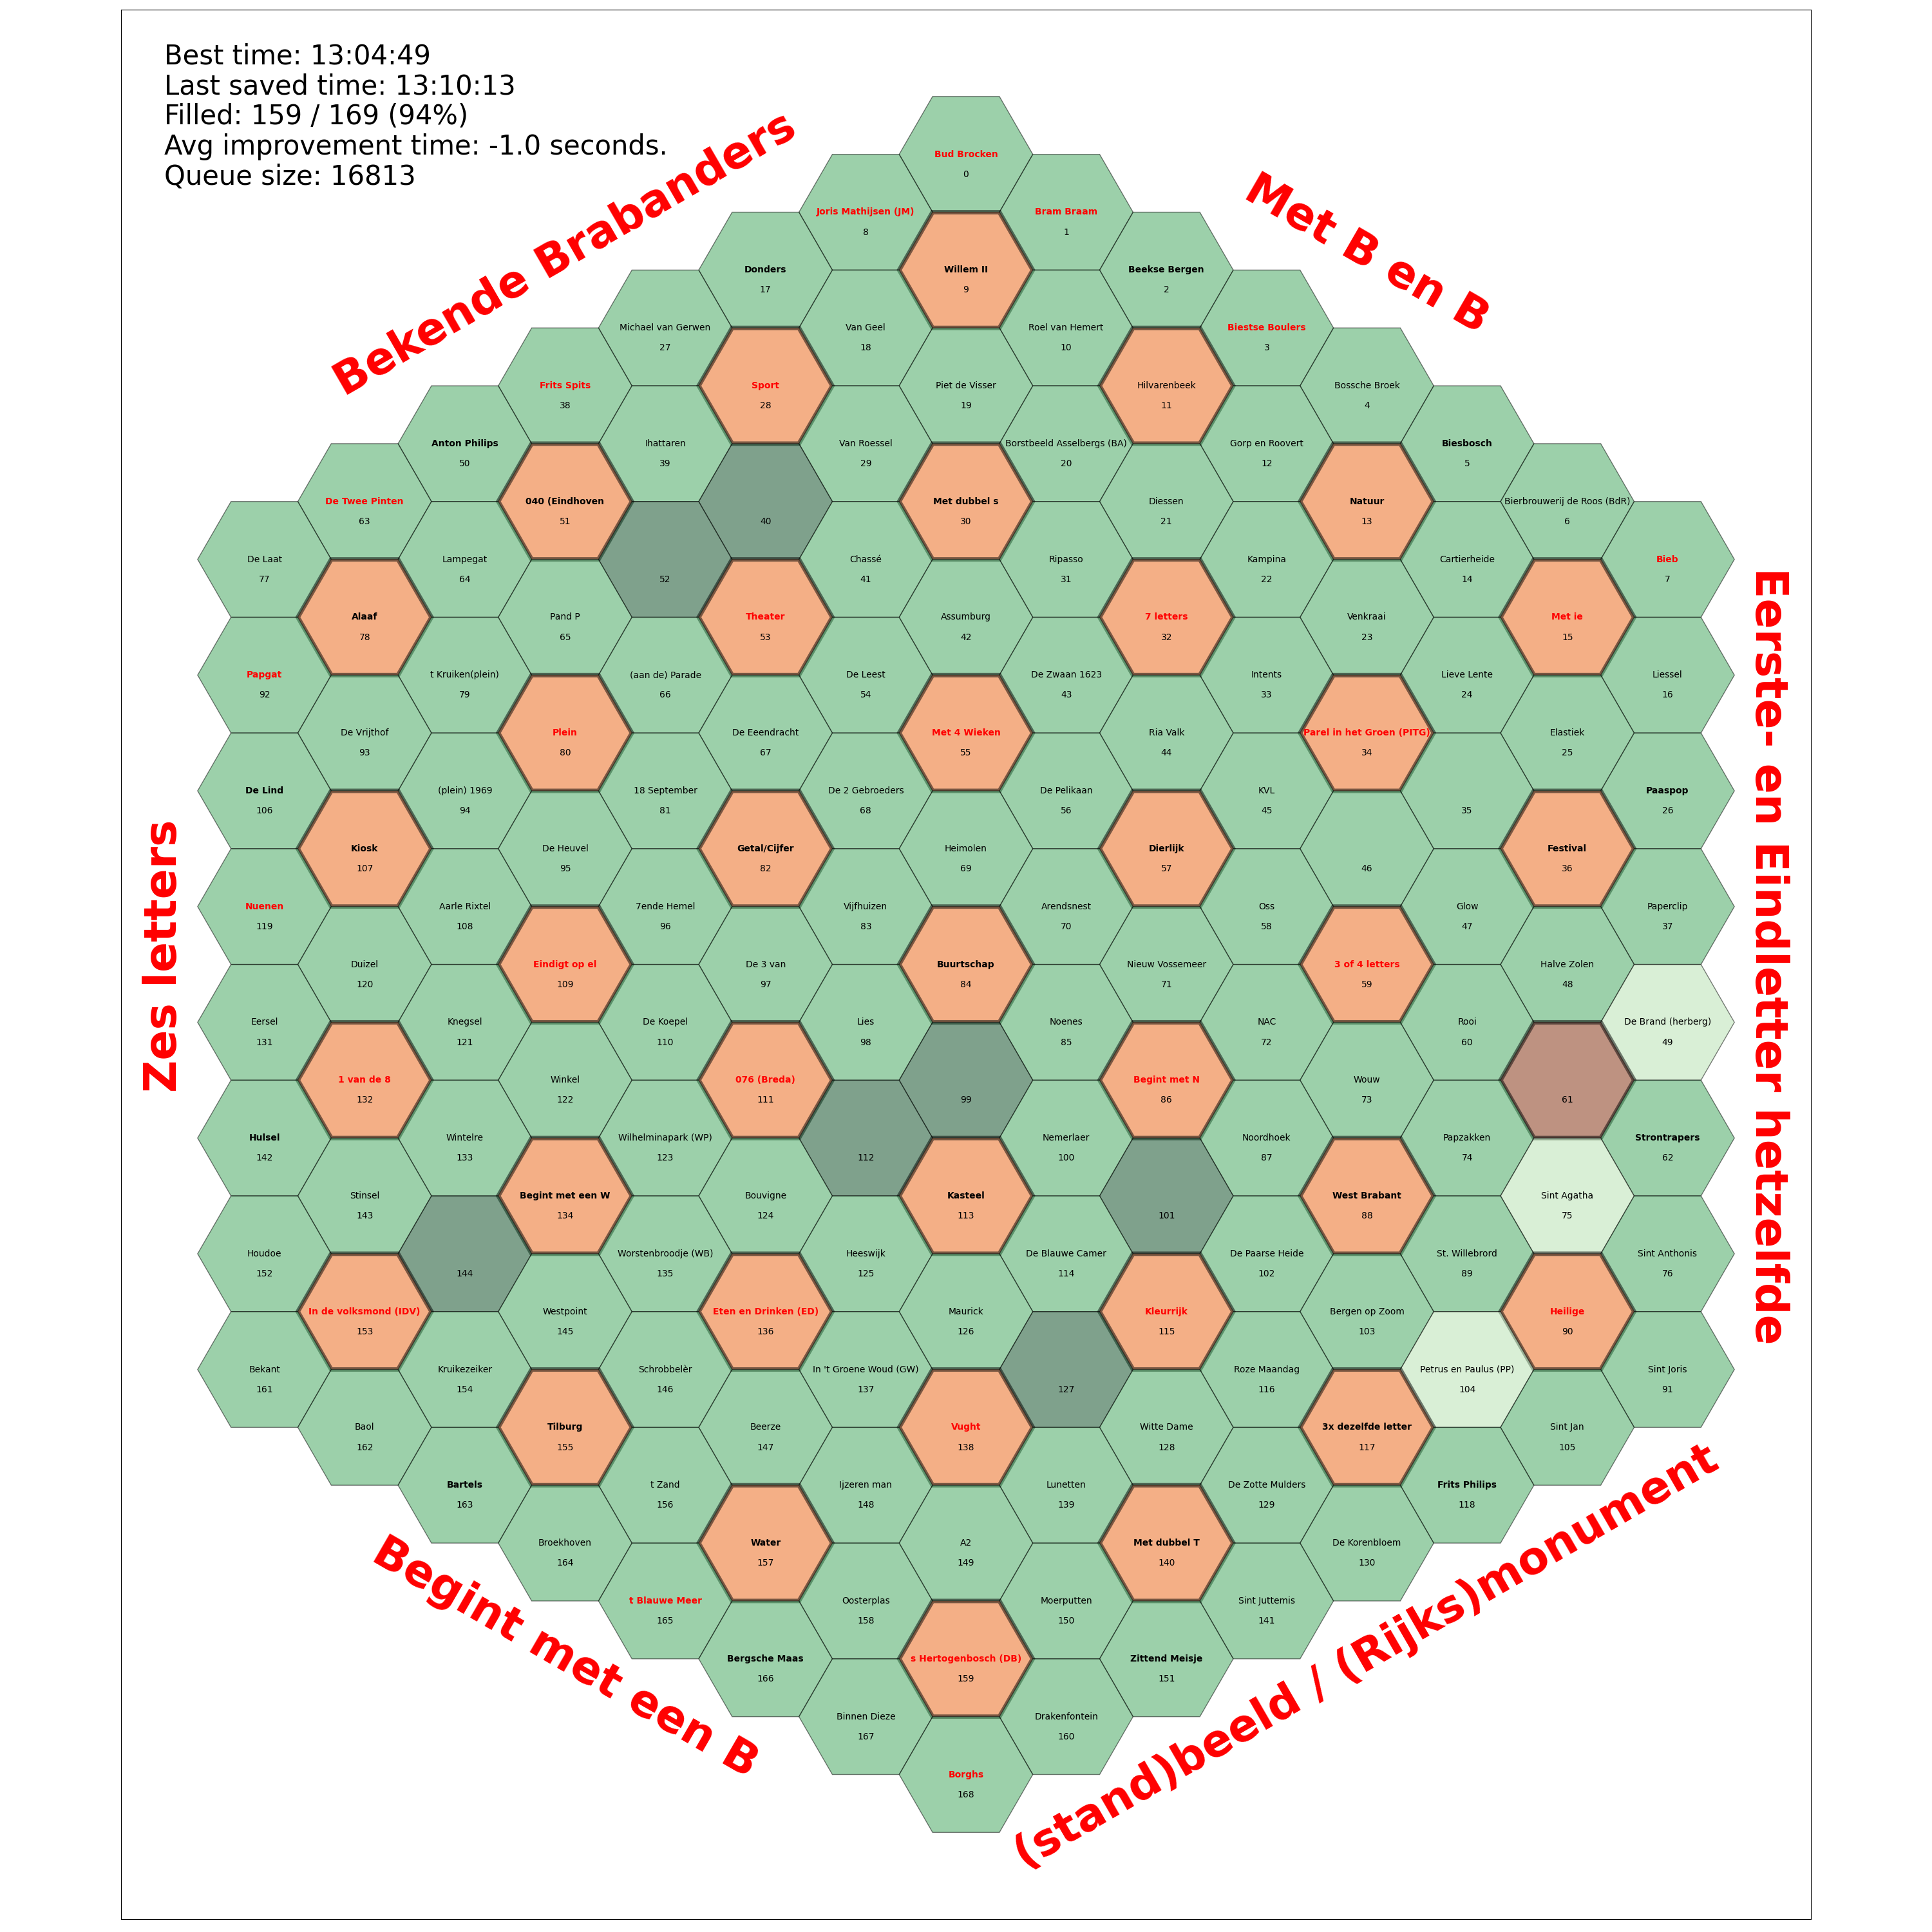 Best time: 13:04:49
Last saved time: 13:10:13
Filled: 159 / 169 (94%)
Avg improvement time: -1.0 seconds.
Queue size: 16813
Bekende Brabanders
Met B en B
Eerste- en Eindletter hetzelfde
(stand)beeld / (Rijks)monument
Begint met een B
Zes letters
Bud Brocken
0
Bram Braam
1
Beekse Bergen
2
Biestse Boulers
3
Bossche Broek
4
Biesbosch
5
Bierbrouwerij de Roos (BdR)
6
Bieb
7
Joris Mathijsen (JM)
8
Willem II
9
Roel van Hemert
10
Hilvarenbeek
11
Gorp en Roovert
12
Natuur
13
Cartierheide
14
Met ie
15
Liessel
16
Donders
17
Van Geel
18
Piet de Visser
19
Borstbeeld Asselbergs (BA)
20
Diessen
21
Kampina
22
Venkraai
23
Lieve Lente
24
Elastiek
25
Paaspop
26
Michael van Gerwen
27
Sport
28
Van Roessel
29
Met dubbel s
30
Ripasso
31
7 letters
32
Intents
33
Parel in het Groen (PITG)
34
35
Festival
36
Paperclip
37
Frits Spits
38
Ihattaren
39
40
Chassé
41
Assumburg
42
De Zwaan 1623
43
Ria Valk
44
KVL
45
46
Glow
47
Halve Zolen
48
De Brand (herberg)
49
Anton Philips
50
040 (Eindhoven
51
52
Theater
53
De Leest
54
Met 4 Wieken
55
De Pelikaan
56
Dierlijk
57
Oss
58
3 of 4 letters
59
Rooi
60
61
Strontrapers
62
De Twee Pinten
63
Lampegat
64
Pand P
65
(aan de) Parade
66
De Eeendracht
67
De 2 Gebroeders
68
Heimolen
69
Arendsnest
70
Nieuw Vossemeer
71
NAC
72
Wouw
73
Papzakken
74
Sint Agatha
75
Sint Anthonis
76
De Laat
77
Alaaf
78
t Kruiken(plein)
79
Plein
80
18 September
81
Getal/Cijfer
82
Vijfhuizen
83
Buurtschap
84
Noenes
85
Begint met N
86
Noordhoek
87
West Brabant
88
St. Willebrord
89
Heilige
90
Sint Joris
91
Papgat
92
De Vrijthof
93
(plein) 1969
94
De Heuvel
95
7ende Hemel
96
De 3 van
97
Lies
98
99
Nemerlaer
100
101
De Paarse Heide
102
Bergen op Zoom
103
Petrus en Paulus (PP)
104
Sint Jan
105
De Lind
106
Kiosk
107
Aarle Rixtel
108
Eindigt op el
109
De Koepel
110
076 (Breda)
111
112
Kasteel
113
De Blauwe Camer
114
Kleurrijk
115
Roze Maandag
116
3x dezelfde letter
117
Frits Philips
118
Nuenen
119
Duizel
120
Knegsel
121
Winkel
122
Wilhelminapark (WP)
123
Bouvigne
124
Heeswijk
125
Maurick
126
127
Witte Dame
128
De Zotte Mulders
129
De Korenbloem
130
Eersel
131
1 van de 8
132
Wintelre
133
Begint met een W
134
Worstenbroodje (WB)
135
Eten en Drinken (ED)
136
In 't Groene Woud (GW)
137
Vught
138
Lunetten
139
Met dubbel T
140
Sint Juttemis
141
Hulsel
142
Stinsel
143
144
Westpoint
145
Schrobbelèr
146
Beerze
147
Ijzeren man
148
A2
149
Moerputten
150
Zittend Meisje
151
Houdoe
152
In de volksmond (IDV)
153
Kruikezeiker
154
Tilburg
155
t Zand
156
Water
157
Oosterplas
158
s Hertogenbosch (DB)
159
Drakenfontein
160
Bekant
161
Baol
162
Bartels
163
Broekhoven
164
t Blauwe Meer
165
Bergsche Maas
166
Binnen Dieze
167
Borghs
168